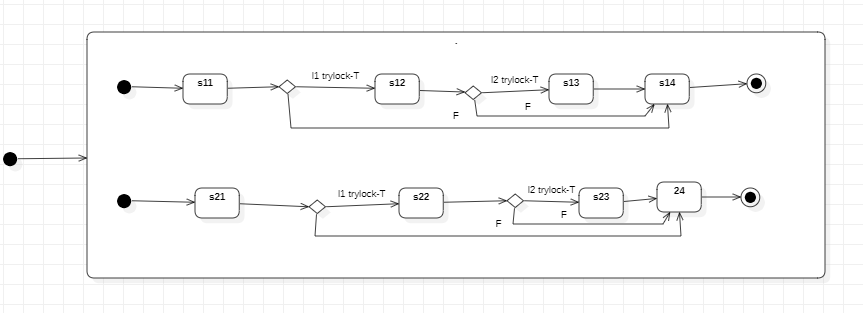 s11
l1 trylock-T
s12
l2 trylock-T
s13
s14
F
F
s21
l1 trylock-T
s22
l2 trylock-T
s23
24
F
F